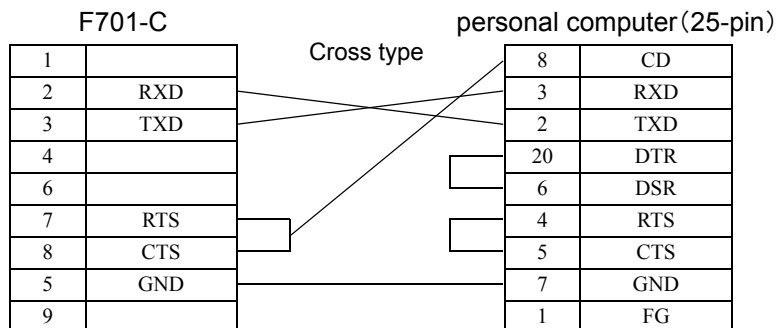 F701-C
personal computer（25-pin）
Cross type
1
8 CD
2 RXD
3 RXD
3 TXD
2 TXD
4
20 DTR
6
6 DSR
7 RTS
4 RTS
8 CTS
5 CTS
5 GND
7 GND
9
1 FG